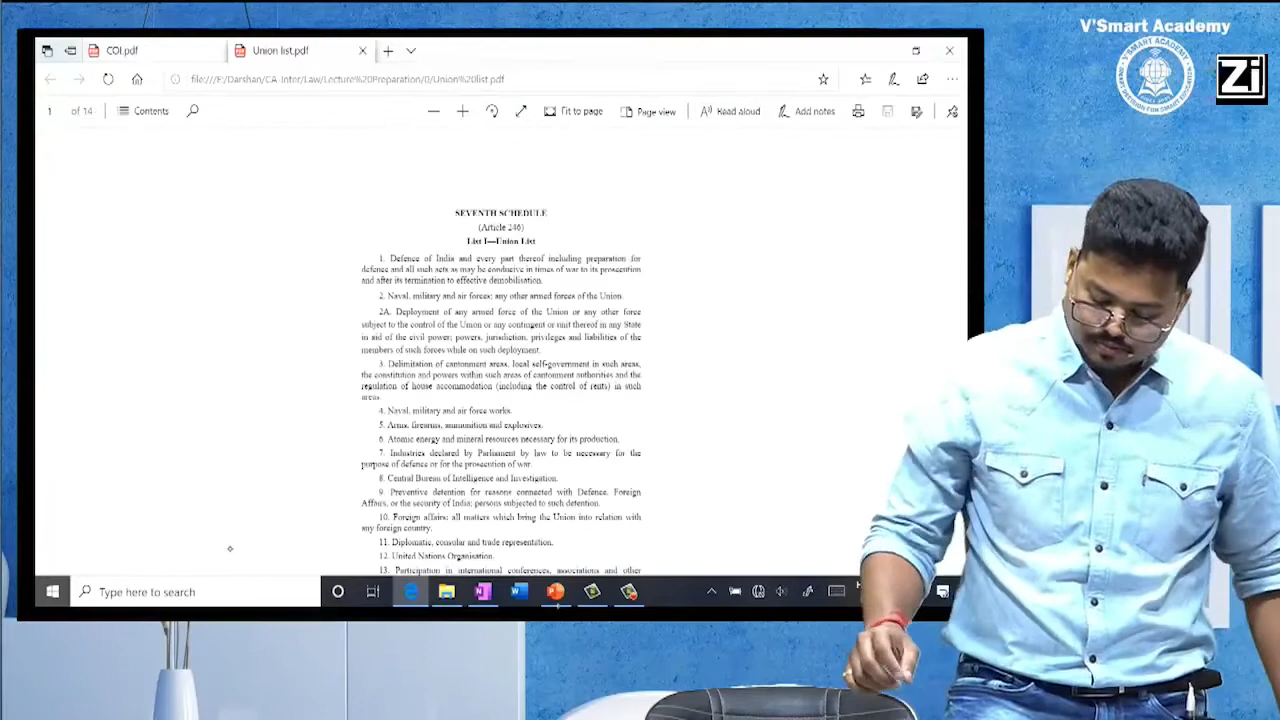 V'Smart Academy
COI.pdf
Union list.pdf
file:///E:/Darshan/CA-Inter/Law/Lecture%20Preparation/0/Union%20list.pdf
1 of 14
Contents
Fit to page
Page view
Read aloud
Add notes
V'SMART ACADEMY
Zi
SEVENTH SCHEDULE
(Article 246)
List I—Union List
1. Defence of India and every part thereof including preparation for
defence and all such acts as may be conducive in times of war to its prosecution
and after its termination to effective demobilisation.
2. Naval, military and air forces; any other armed forces of the Union.
2A. Deployment of any armed force of the Union or any other force
subject to the control of the Union or any contingent or unit thereof in any State
in aid of the civil power; powers, jurisdiction, privileges and liabilities of the
members of such forces while on such deployment.
3. Delimitation of cantonment areas, local self-government in such areas,
the constitution and powers within such areas of cantonment authorities and the
regulation of house accommodation (including the control of rents) in such
areas.
4. Naval, military and air force works.
5. Arms, firearms, ammunition and explosives.
6. Atomic energy and mineral resources necessary for its production.
7. Industries declared by Parliament by law to be necessary for the
purpose of defence or for the prosecution of war.
8. Central Bureau of Intelligence and Investigation.
9. Preventive detention for reasons connected with Defence, Foreign
Affairs, or the security of India; persons subjected to such detention.
10. Foreign affairs; all matters which bring the Union into relation with
any foreign country.
11. Diplomatic, consular and trade representation.
12. United Nations Organisation.
13. Participation in international conferences, associations and other
Type here to search